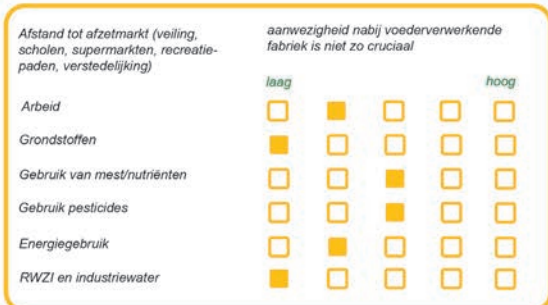 Afstand tot afzetmarkt (veiling,
scholen, supermarkten, recreatie-
paden, verstedelijking)
aanwezigheid nabij voederverwerkende
fabriek is niet zo cruciaal
laag
hoog
Arbeid
Grondstoffen
Gebruik van mest/nutriënten
Gebruik pesticides
Energiegebruik
RWZI en industriewater